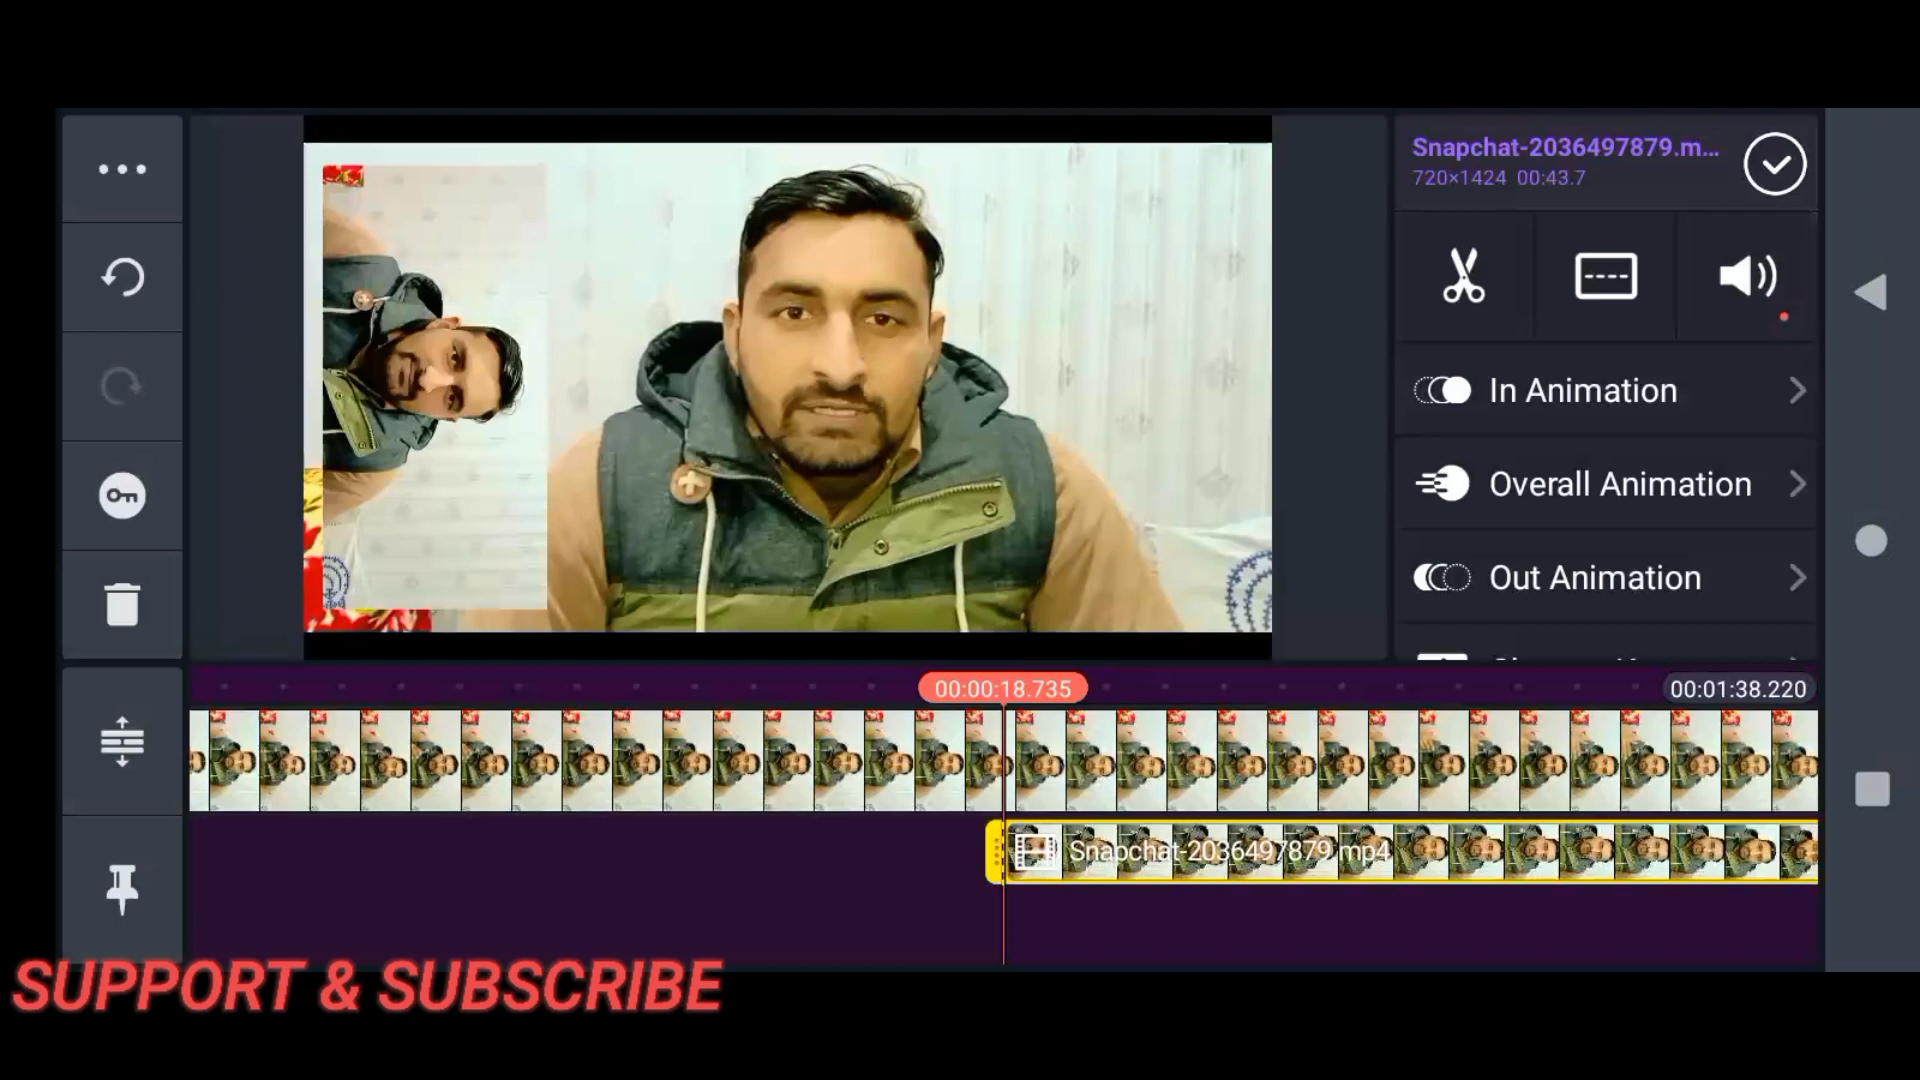 Snapchat-2036497879.m...
720×1424 00:43.7
In Animation
Overall Animation
Out Animation
00:00:18.735
00:01:38.220
Snapchat-2036497879.mp4
SUPPORT & SUBSCRIBE